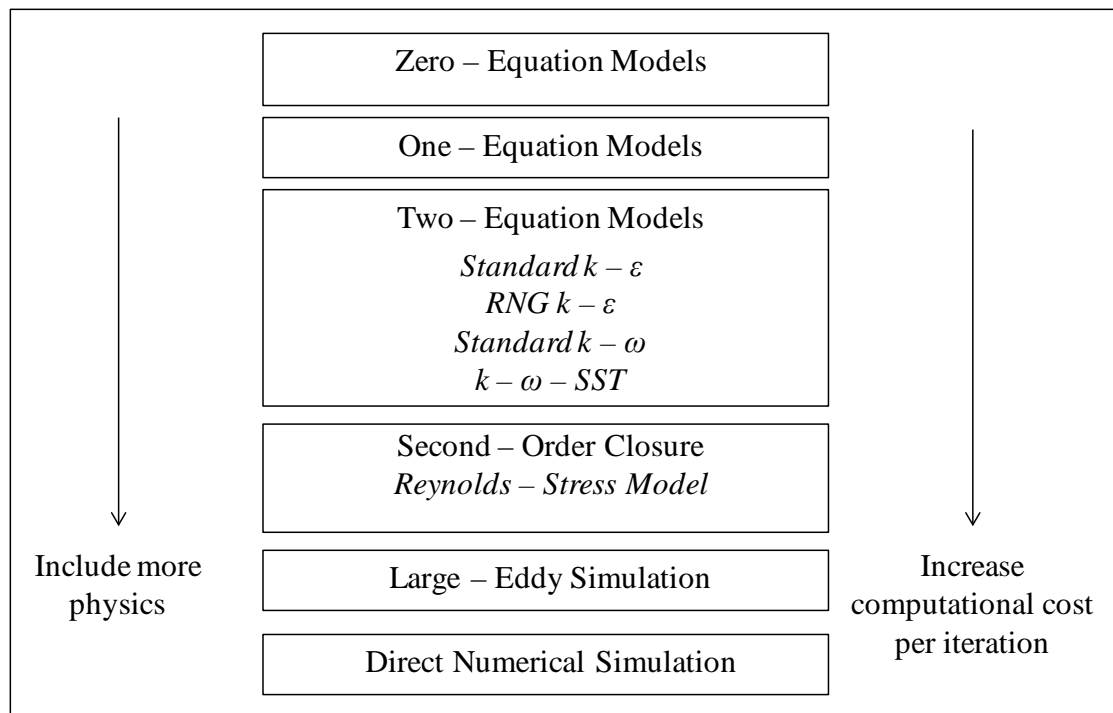 Zero – Equation Models
One – Equation Models
Two – Equation Models
Standard k – ε
RNG k – ε
Standard k – ω
k – ω – SST
Second – Order Closure
Reynolds – Stress Model
Large – Eddy Simulation
Direct Numerical Simulation
Include more
physics
Increase
computational cost
per iteration